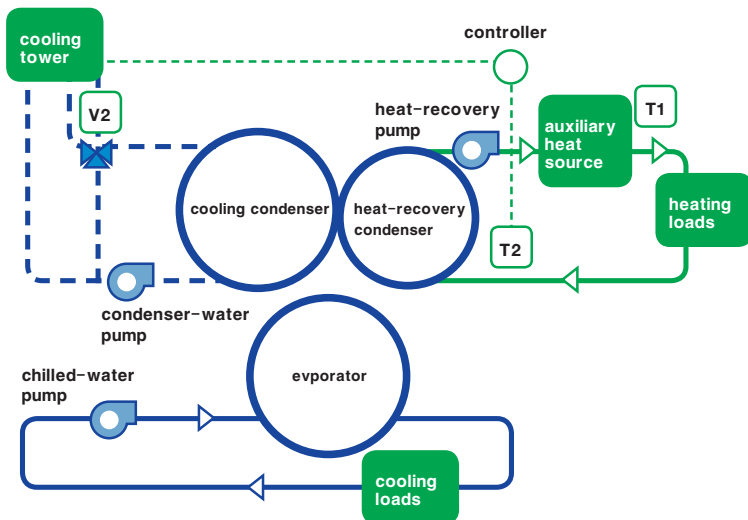 cooling
tower
controller
V2
heat-recovery
pump
auxiliary
heat
source
T1
cooling condenser
heat-recovery
condenser
heating
loads
T2
condenser-water
pump
chilled-water
pump
evporator
cooling
loads